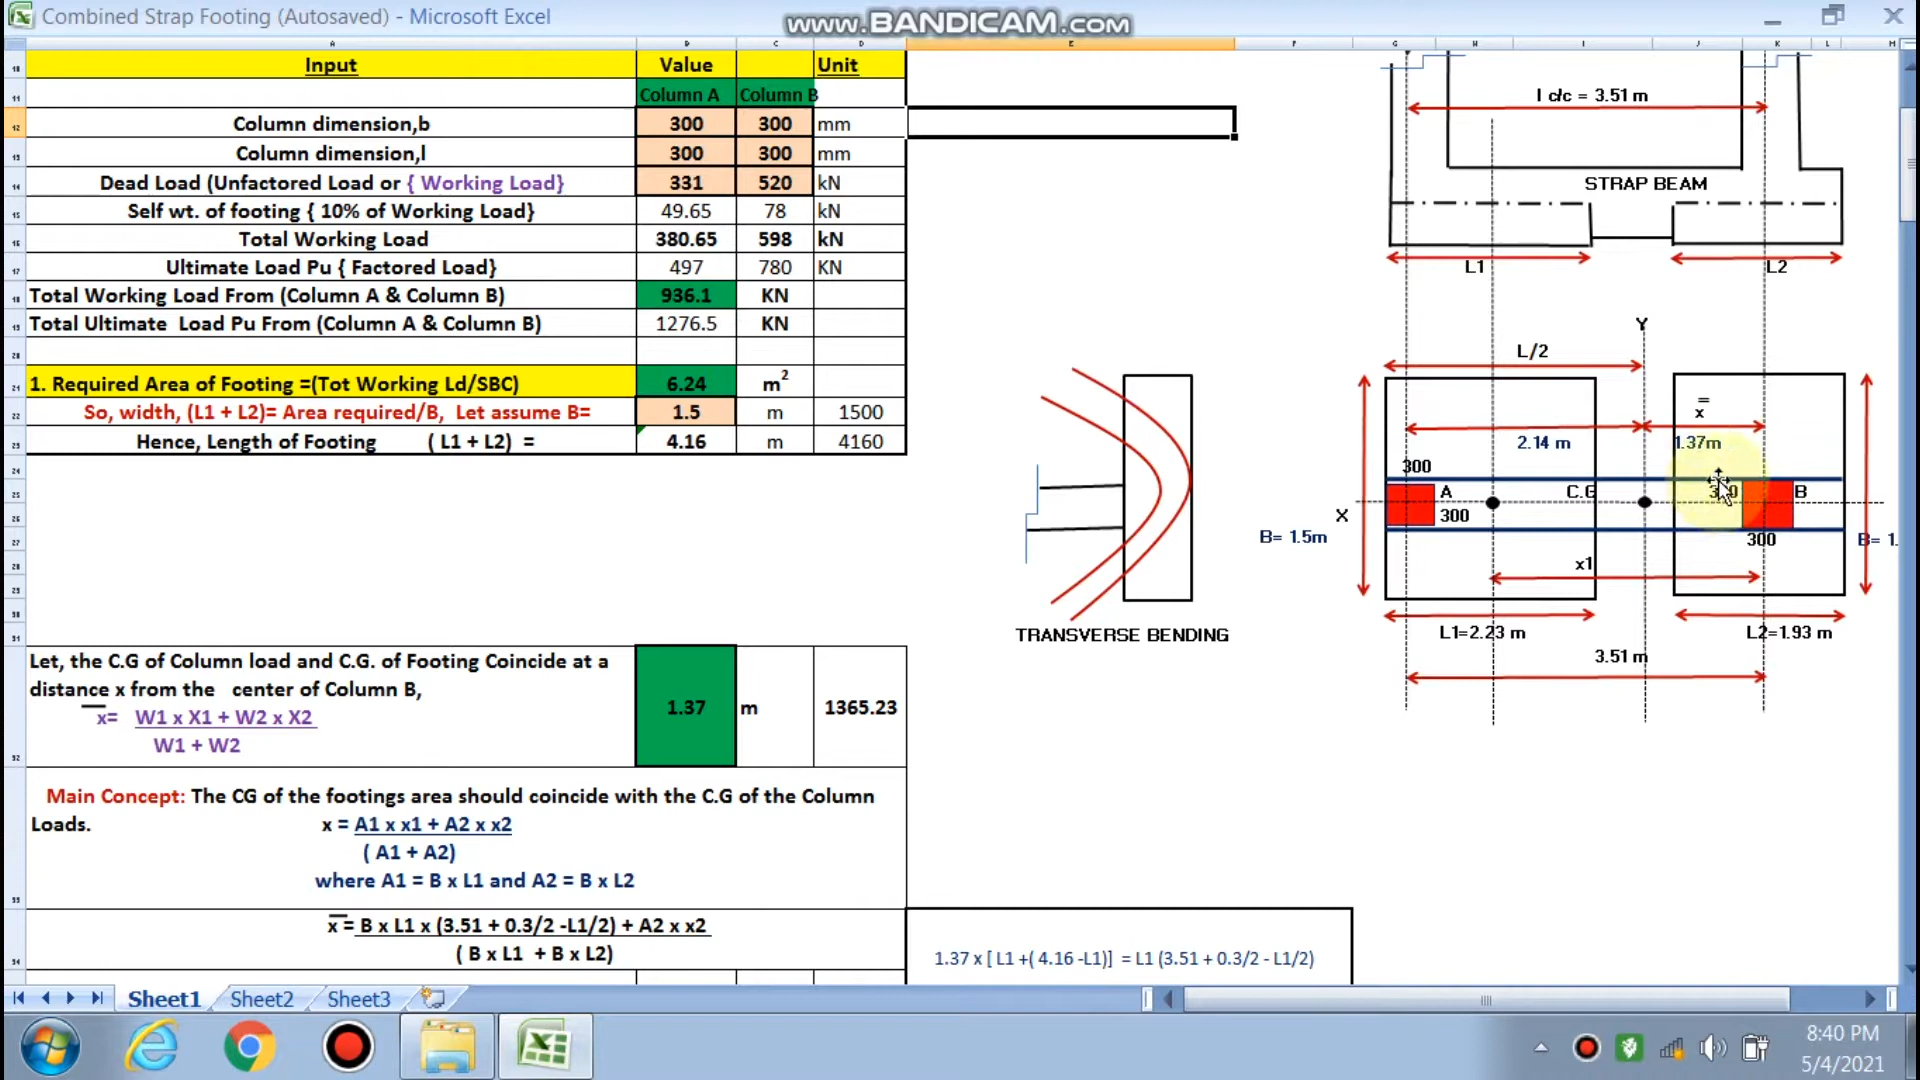 Combined Strap Footing (Autosaved) - Microsoft Excel
www.BANDICAM.com
Input Value Unit
Column A Column B
Column dimension,b 300 300 mm
Column dimension,l 300 300 mm
Dead Load (Unfactored Load or { Working Load} 331 520 kN
Self wt. of footing { 10% of Working Load} 49.65 78 kN
Total Working Load 380.65 598 kN
Ultimate Load Pu { Factored Load} 497 780 KN
Total Working Load From (Column A & Column B) 936.1 KN
Total Ultimate Load Pu From (Column A & Column B) 1276.5 KN
1. Required Area of Footing =(Tot Working Ld/SBC) 6.24 m2
So, width, (L1 + L2)= Area required/B, Let assume B= 1.5 m 1500
Hence, Length of Footing ( L1 + L2) = 4.16 m 4160
Let, the C.G of Column load and C.G. of Footing Coincide at a
distance x from the center of Column B,
x= W1 x X1 + W2 x X2
W1 + W2
1.37 m 1365.23
Main Concept: The CG of the footings area should coincide with the C.G of the Column
Loads. x = A1 x x1 + A2 x x2
( A1 + A2)
where A1 = B x L1 and A2 = B x L2
x = B x L1 x (3.51 + 0.3/2 -L1/2) + A2 x x2
( B x L1 + B x L2)
1.37 x [ L1 +( 4.16 -L1)] = L1 (3.51 + 0.3/2 - L1/2)
l c/c = 3.51 m
STRAP BEAM
L1 L2
Y
L/2
=
x
2.14 m 1.37m
300
A C.G B
X 300
B= 1.5m 300 B= 1.
x1
L1=2.23 m L2=1.93 m
3.51 m
TRANSVERSE BENDING
Sheet1 Sheet2 Sheet3
8:40 PM
5/4/2021